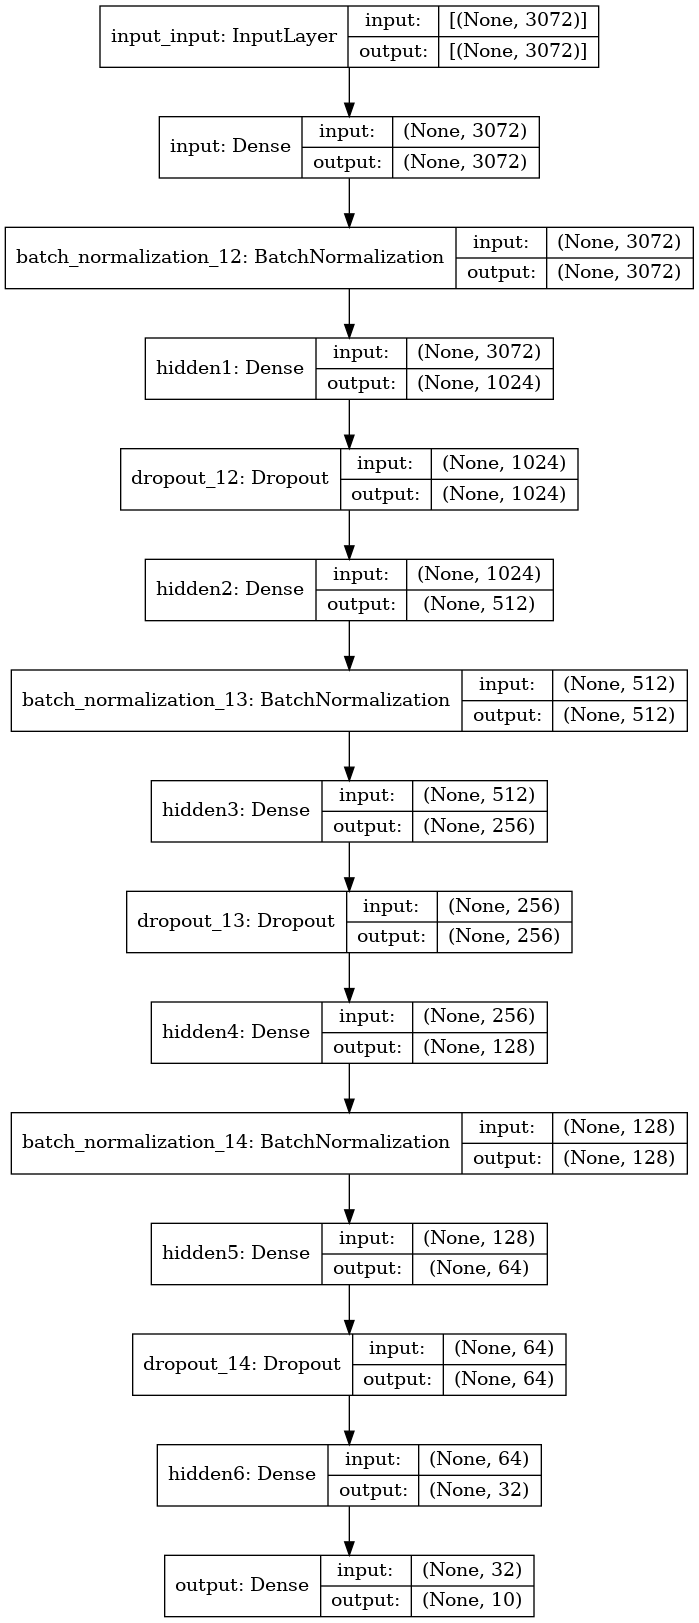 input_input: InputLayer
input:
[(None, 3072)]
output:
[(None, 3072)]
input: Dense
input:
(None, 3072)
output:
(None, 3072)
batch_normalization_12: BatchNormalization
input:
(None, 3072)
output:
(None, 3072)
hidden1: Dense
input:
(None, 3072)
output:
(None, 1024)
dropout_12: Dropout
input:
(None, 1024)
output:
(None, 1024)
hidden2: Dense
input:
(None, 1024)
output:
(None, 512)
batch_normalization_13: BatchNormalization
input:
(None, 512)
output:
(None, 512)
hidden3: Dense
input:
(None, 512)
output:
(None, 256)
dropout_13: Dropout
input:
(None, 256)
output:
(None, 256)
hidden4: Dense
input:
(None, 256)
output:
(None, 128)
batch_normalization_14: BatchNormalization
input:
(None, 128)
output:
(None, 128)
hidden5: Dense
input:
(None, 128)
output:
(None, 64)
dropout_14: Dropout
input:
(None, 64)
output:
(None, 64)
hidden6: Dense
input:
(None, 64)
output:
(None, 32)
output: Dense
input:
(None, 32)
output:
(None, 10)